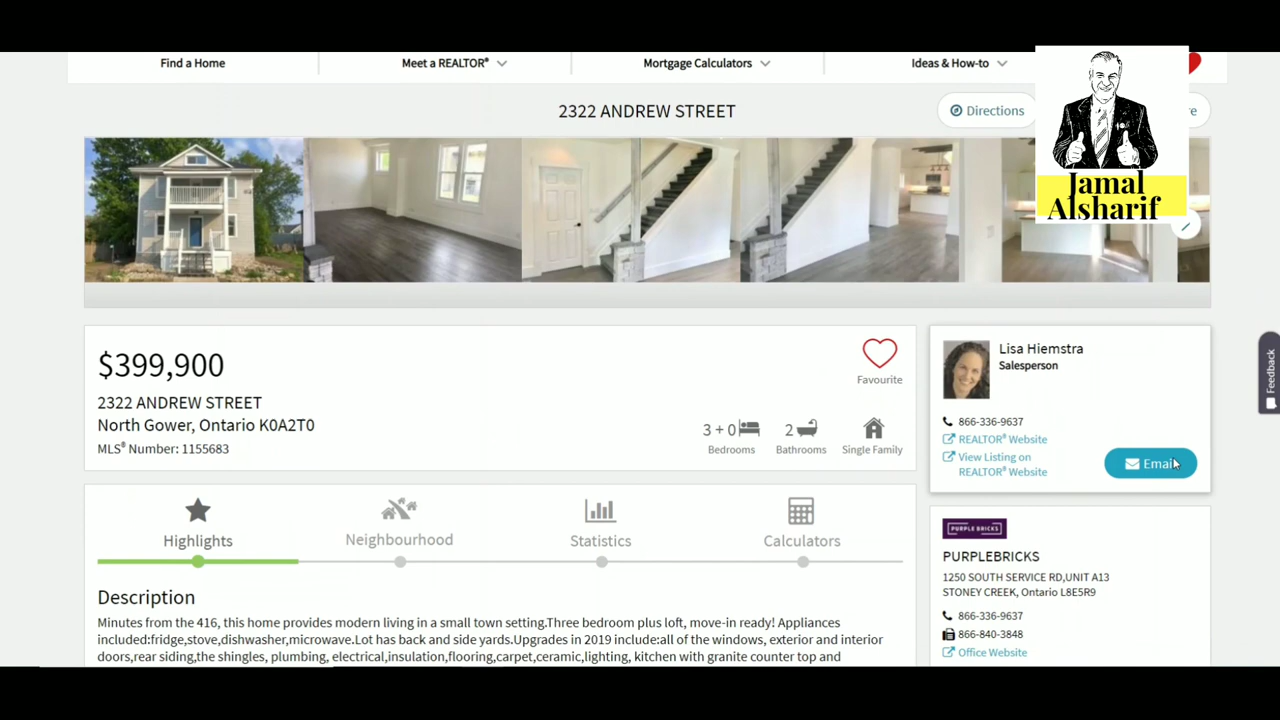 Find a Home
Meet a REALTOR®
Mortgage Calculators
Ideas & How-to
2322 ANDREW STREET
Directions
re
Jamal
Alsharif
$399,900
Favourite
2322 ANDREW STREET
North Gower, Ontario K0A2T0
MLS® Number: 1155683
3 + 0
Bedrooms
2
Bathrooms
Single Family
Lisa Hiemstra
Salesperson
866-336-9637
REALTOR® Website
View Listing on
REALTOR® Website
Email
Feedback
Highlights
Neighbourhood
Statistics
Calculators
PURPLE BRICKS
PURPLEBRICKS
1250 SOUTH SERVICE RD,UNIT A13
STONEY CREEK, Ontario L8E5R9
866-336-9637
866-840-3848
Office Website
Description
Minutes from the 416, this home provides modern living in a small town setting.Three bedroom plus loft, move-in ready! Appliances
included:fridge,stove,dishwasher,microwave.Lot has back and side yards.Upgrades in 2019 include:all of the windows, exterior and interior
doors,rear siding,the shingles, plumbing, electrical,insulation,flooring,carpet,ceramic,lighting, kitchen with granite counter top and